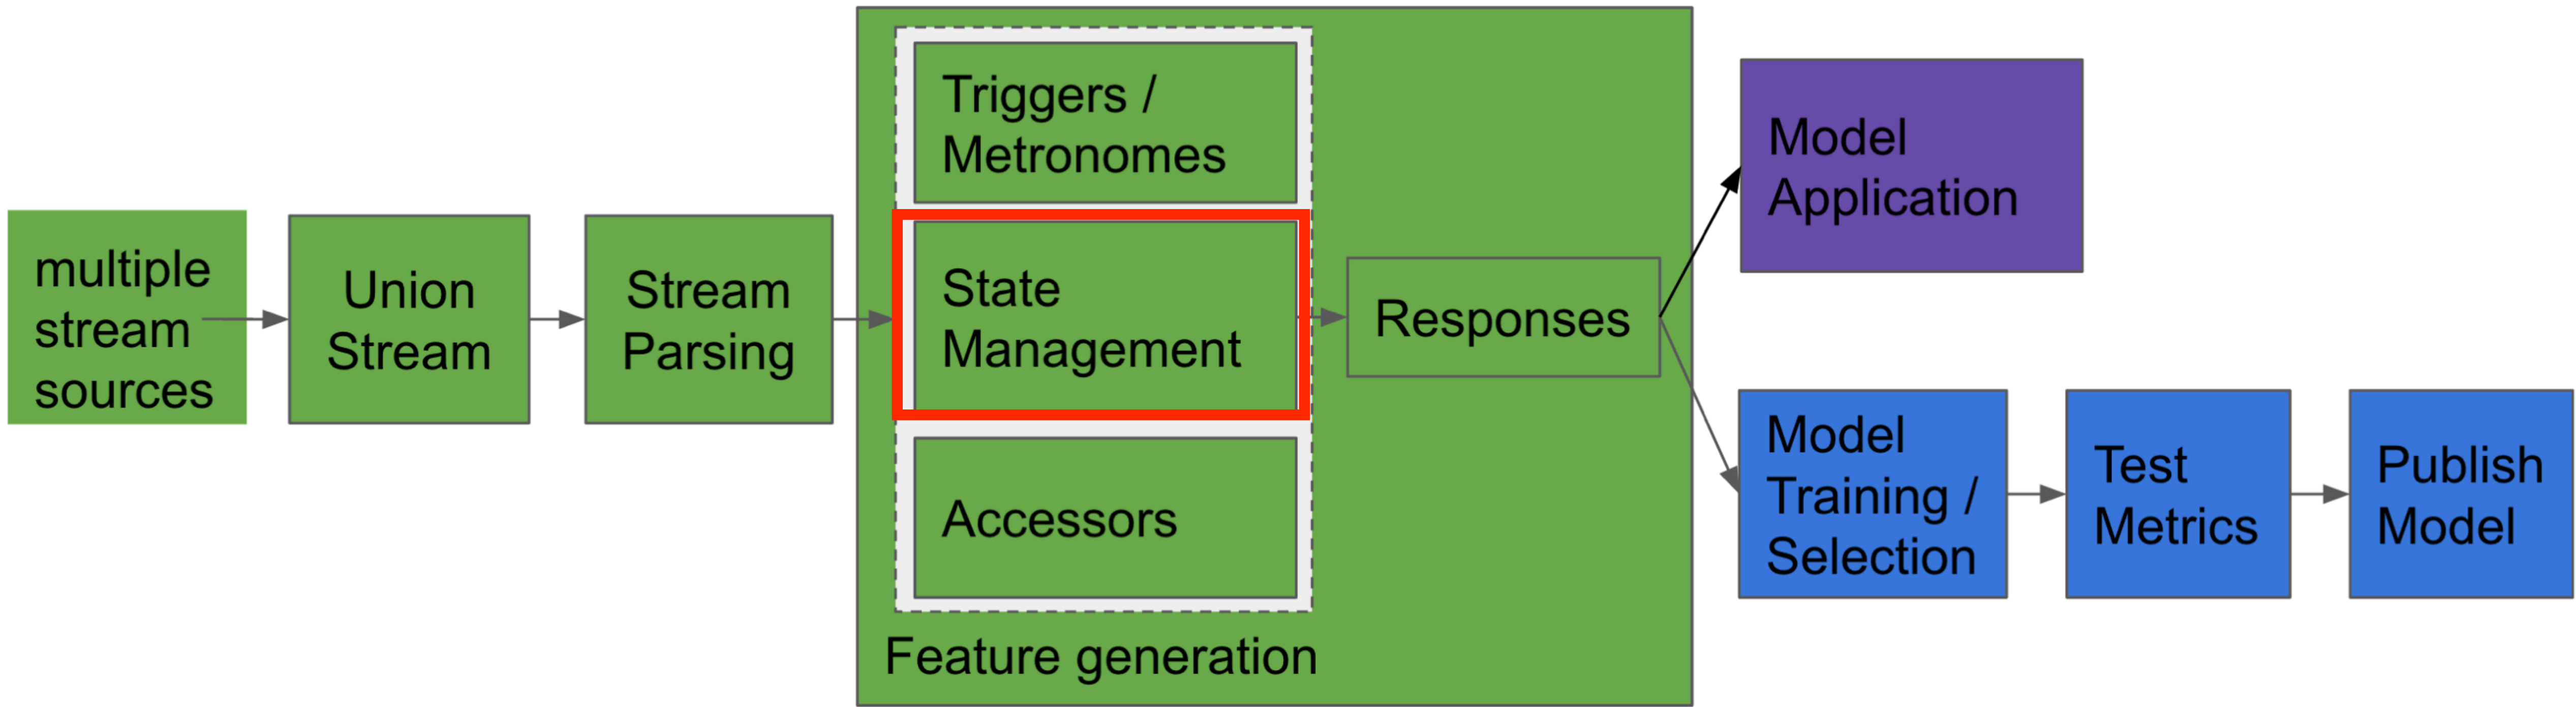 multiple
stream
sources
Union
Stream
Stream
Parsing
Triggers /
Metronomes
State
Management
Accessors
Feature generation
Responses
Model
Application
Model
Training /
Selection
Test
Metrics
Publish
Model